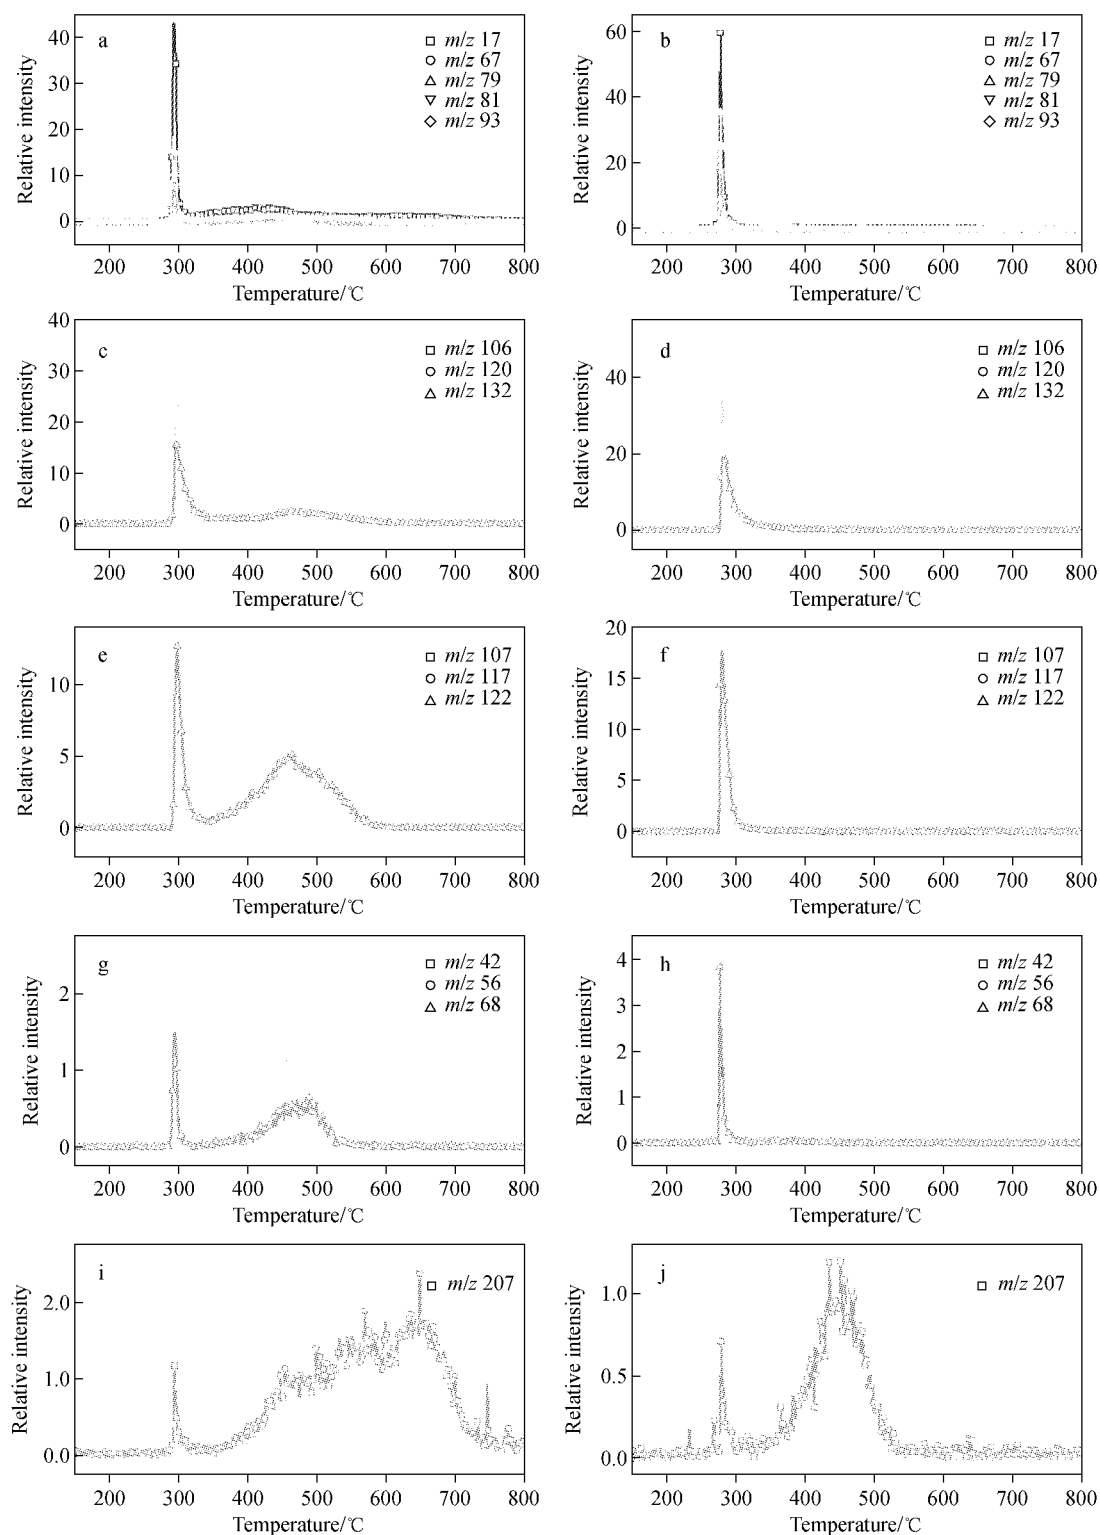 a
m/z 17
m/z 67
m/z 79
m/z 81
m/z 93
40
30
20
10
0
Relative intensity
200 300 400 500 600 700 800
Temperature/℃
b
m/z 17
m/z 67
m/z 79
m/z 81
m/z 93
60
40
20
0
Relative intensity
200 300 400 500 600 700 800
Temperature/℃
c
m/z 106
m/z 120
m/z 132
40
30
20
10
0
Relative intensity
200 300 400 500 600 700 800
Temperature/℃
d
m/z 106
m/z 120
m/z 132
40
20
0
Relative intensity
200 300 400 500 600 700 800
Temperature/℃
e
m/z 107
m/z 117
m/z 122
10
5
0
Relative intensity
200 300 400 500 600 700 800
Temperature/℃
f
m/z 107
m/z 117
m/z 122
20
15
10
5
0
Relative intensity
200 300 400 500 600 700 800
Temperature/℃
g
m/z 42
m/z 56
m/z 68
2
1
0
Relative intensity
200 300 400 500 600 700 800
Temperature/℃
h
m/z 42
m/z 56
m/z 68
4
3
2
1
0
Relative intensity
200 300 400 500 600 700 800
Temperature/℃
i
m/z 207
2.0
1.0
0.0
Relative intensity
200 300 400 500 600 700 800
Temperature/℃
j
m/z 207
1.0
0.5
0.0
Relative intensity
200 300 400 500 600 700 800
Temperature/℃